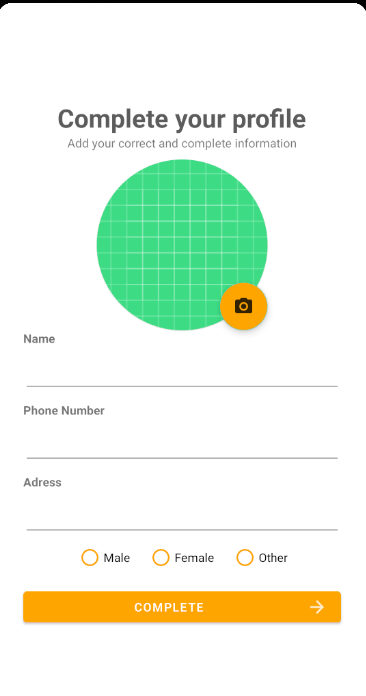 Complete your profile
Add your correct and complete information
Name
Phone Number
Adress
Male Female Other
COMPLETE